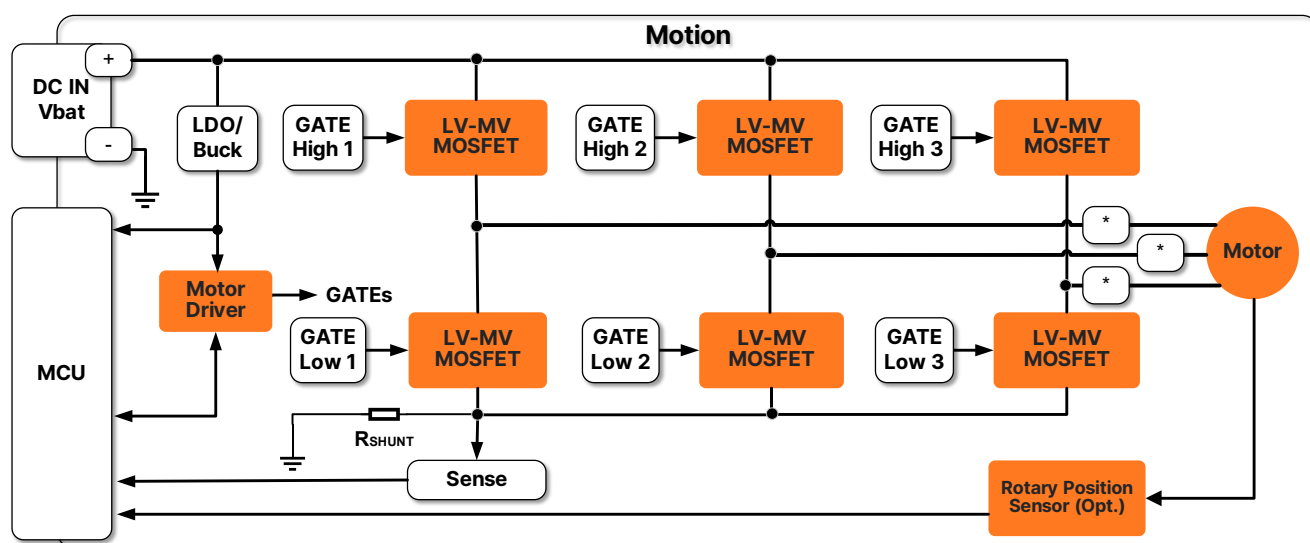 Motion
+
DC IN
Vbat
-
LDO/
Buck
GATE
High 1
LV-MV
MOSFET
GATE
High 2
LV-MV
MOSFET
GATE
High 3
LV-MV
MOSFET
*
*
*
Motor
Motor
Driver
GATEs
MCU
GATE
Low 1
LV-MV
MOSFET
GATE
Low 2
LV-MV
MOSFET
GATE
Low 3
LV-MV
MOSFET
RSHUNT
Sense
Rotary Position
Sensor (Opt.)